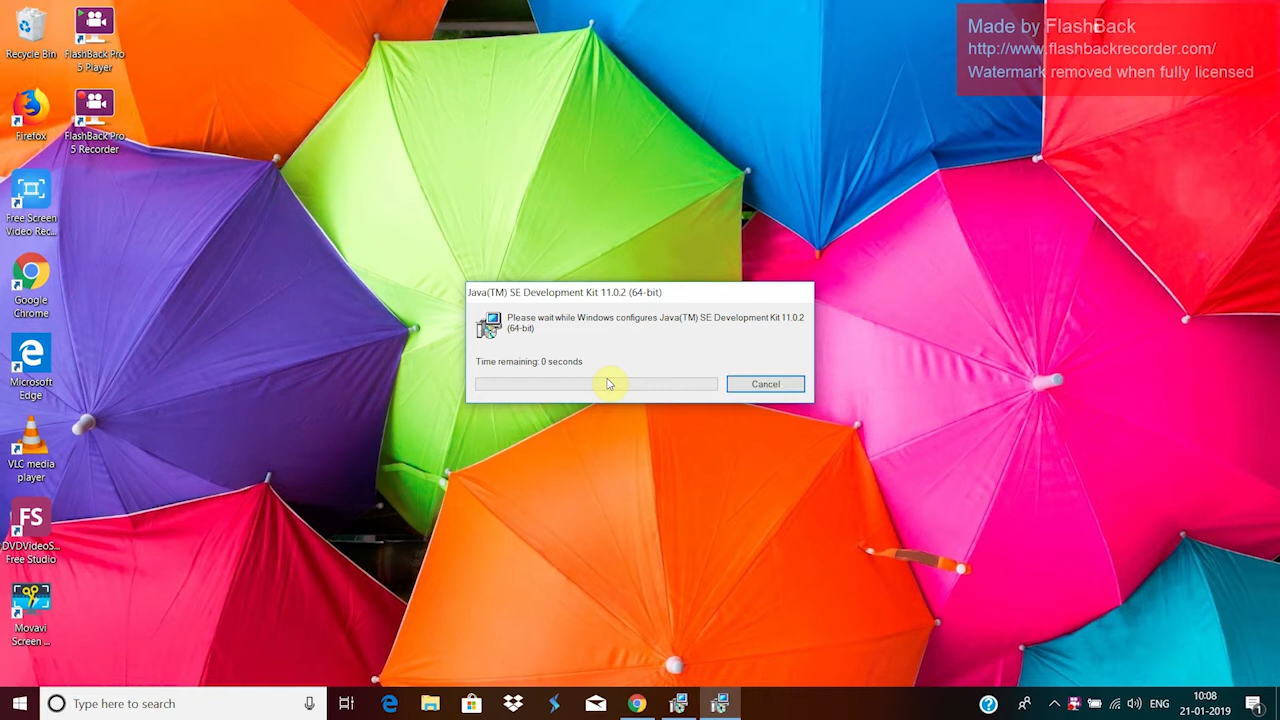 Recycle Bin
FlashBack Pro
5 Player
Firefox
FlashBack Pro
5 Recorder
Free Screen
Video Rec...
Google
Chrome
Microsoft
Edge
VLC media
player
FS
DVDVideoS...
Free Studio
Movavi
Screen ...
Made by FlashBack
http://www.flashbackrecorder.com/
Watermark removed when fully licensed
Java(TM) SE Development Kit 11.0.2 (64-bit)
Please wait while Windows configures Java(TM) SE Development Kit 11.0.2
(64-bit)
Time remaining: 0 seconds
Cancel
Type here to search
ENG
10:08
21-01-2019
1